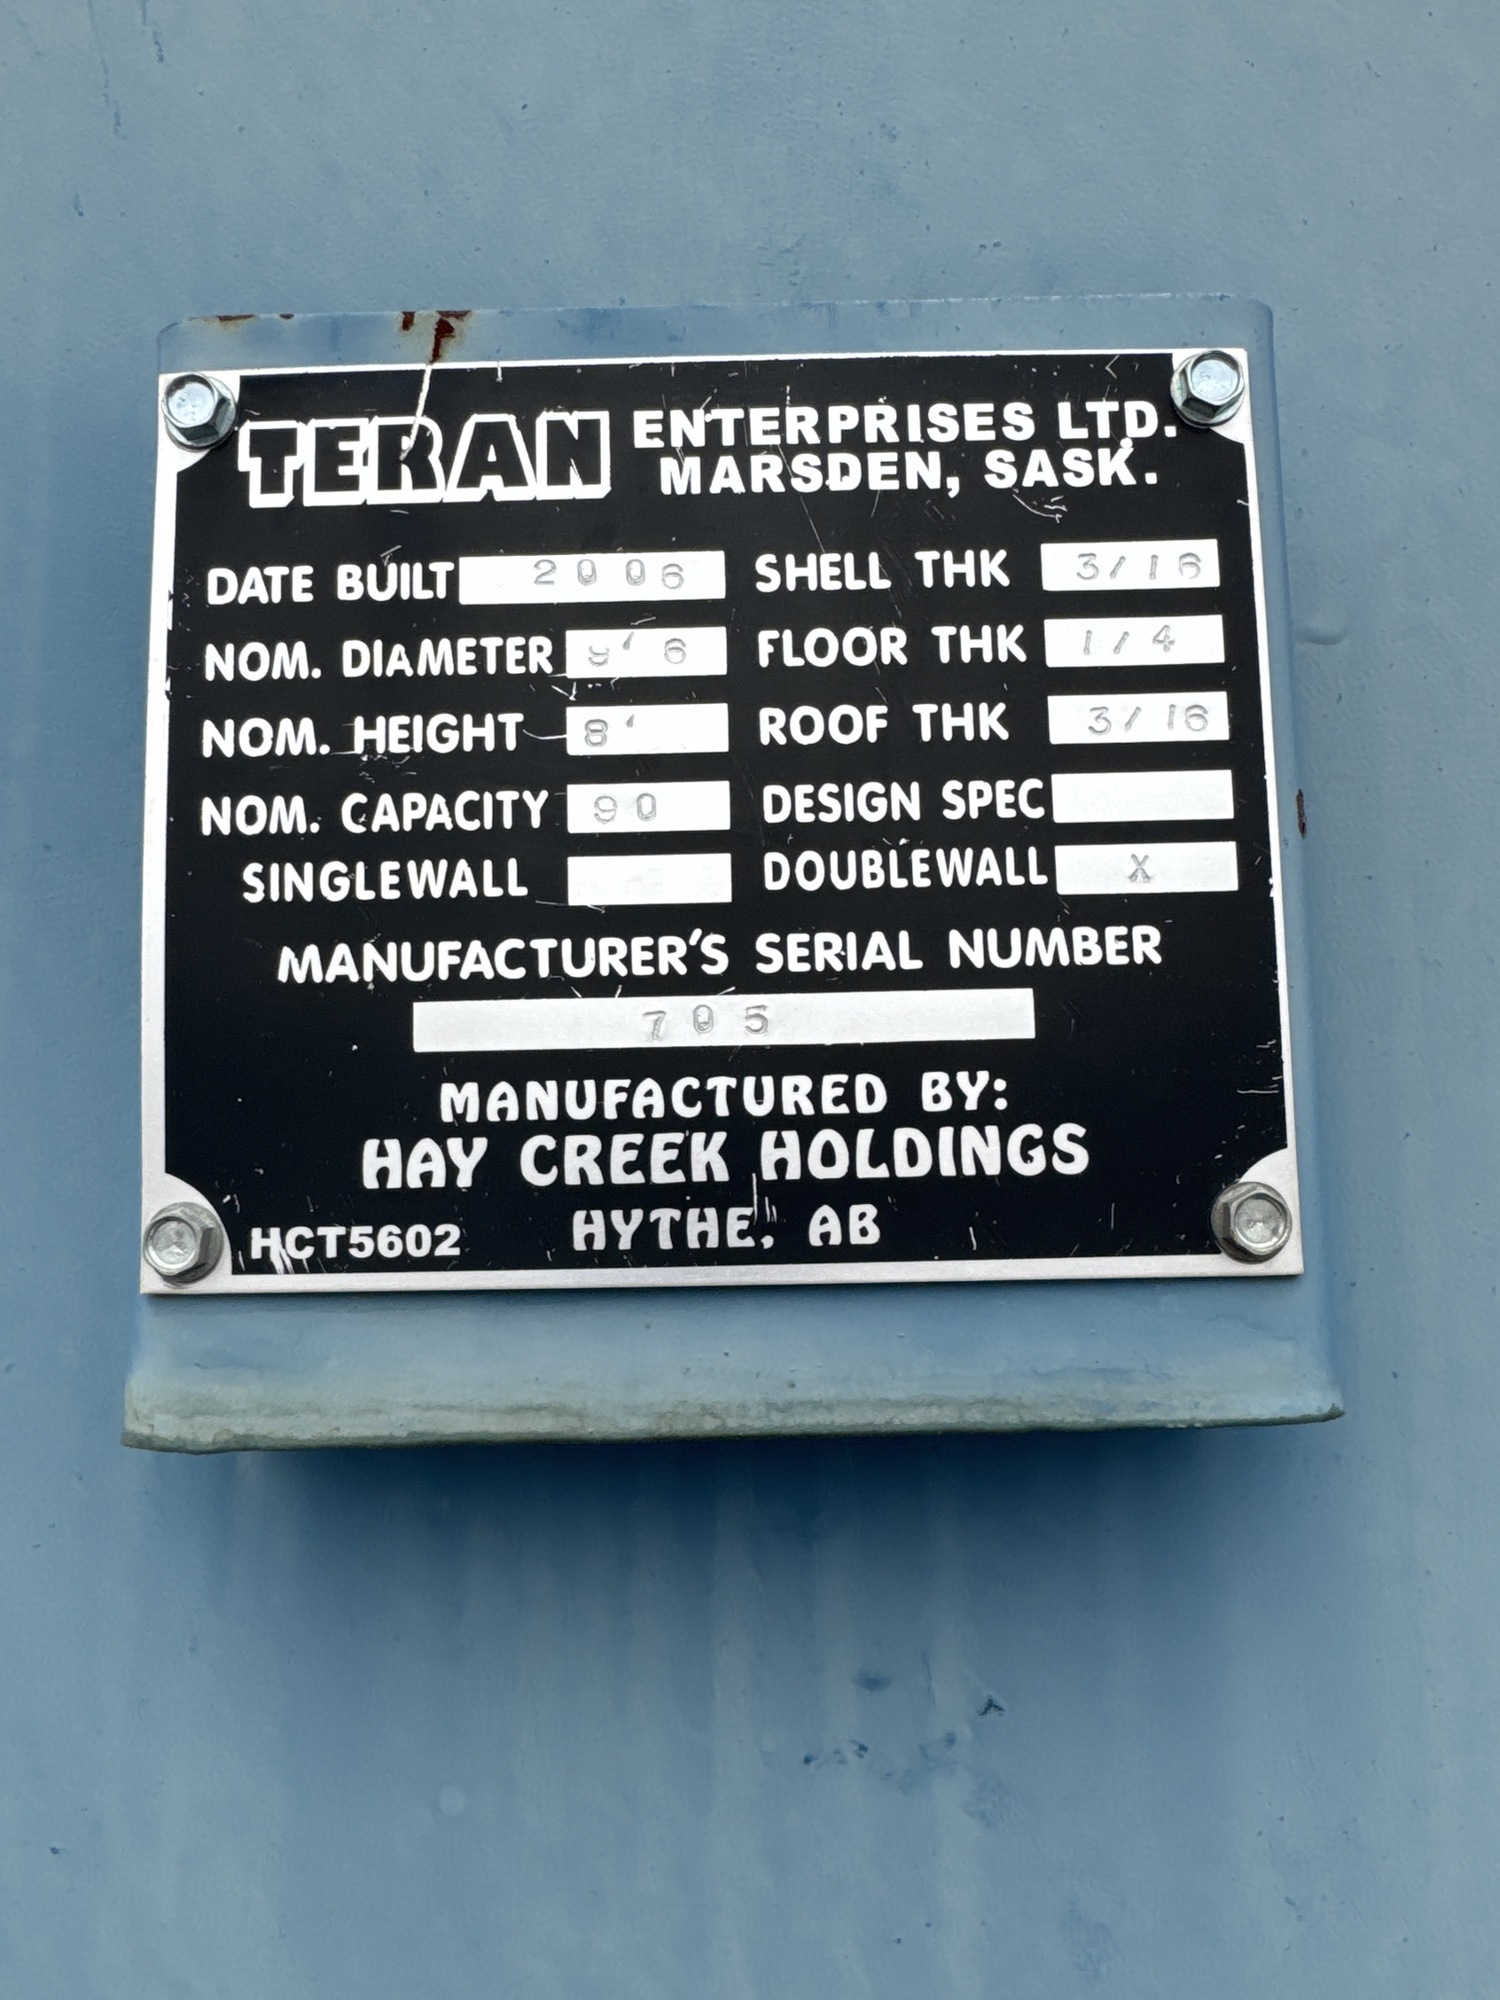 TERAN ENTERPRISES LTD.
MARSDEN, SASK.
DATE BUILT 2006 SHELL THK 3/16
NOM. DIAMETER 9' 6 FLOOR THK 1/4
NOM. HEIGHT 8' ROOF THK 3/16
NOM. CAPACITY 90 DESIGN SPEC
SINGLEWALL DOUBLEWALL X
MANUFACTURER'S SERIAL NUMBER
705
MANUFACTURED BY:
HAY CREEK HOLDINGS
HCT5602 HYTHE, AB